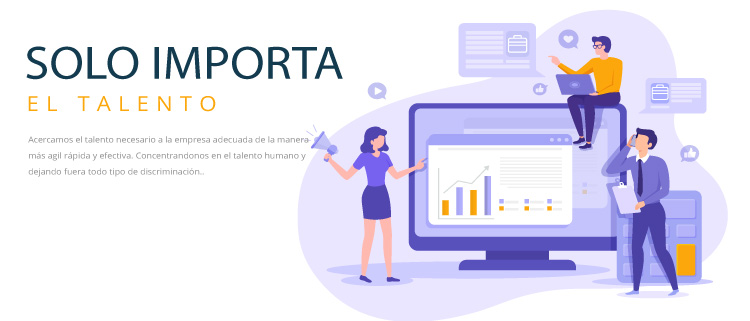 SOLO IMPORTA
EL TALENTO
Acercamos el talento necesario a la empresa adecuada de la manera
más agil rápida y efectiva. Concentrandonos en el talento humano y
dejando fuera todo tipo de discriminación..